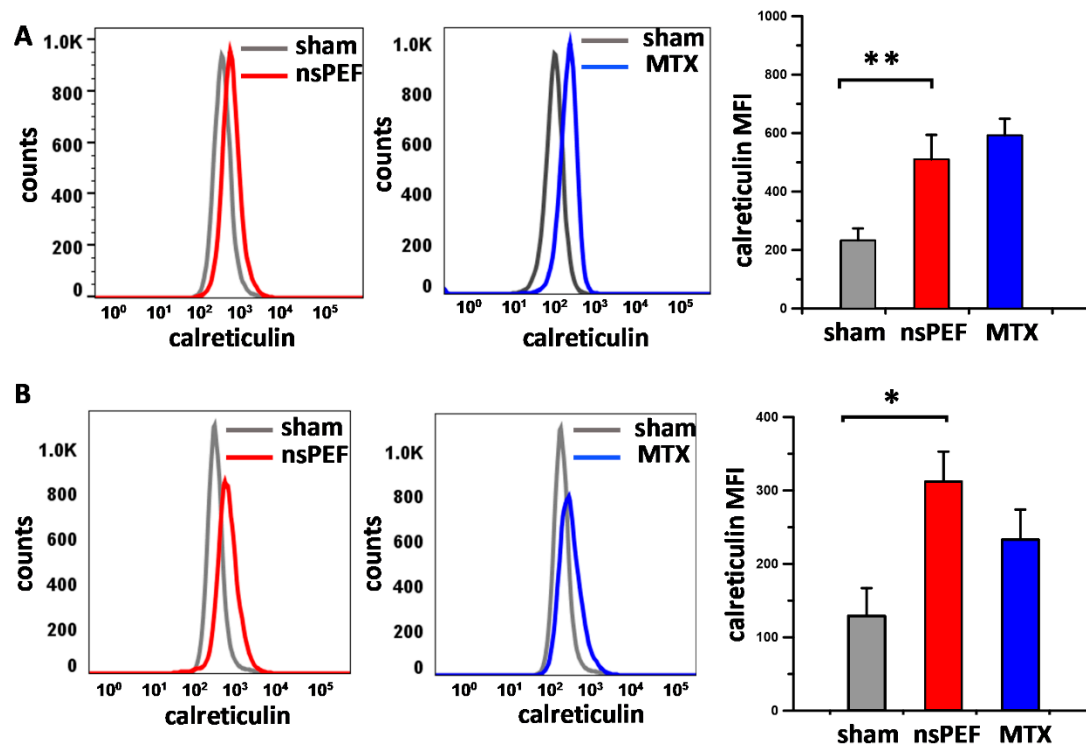 A
1.0K
800
600
400
200
0
counts
sham
nsPEF
10⁰ 10¹ 10² 10³ 10⁴ 10⁵
calreticulin
1.0K
800
600
400
200
0
counts
sham
MTX
10⁰ 10¹ 10² 10³ 10⁴ 10⁵
calreticulin
1000
800
600
400
200
0
calreticulin MFI
**
sham nsPEF MTX
B
1.0K
800
600
400
200
0
counts
sham
nsPEF
10⁰ 10¹ 10² 10³ 10⁴ 10⁵
calreticulin
1.0K
800
600
400
200
0
counts
sham
MTX
10⁰ 10¹ 10² 10³ 10⁴ 10⁵
calreticulin
400
300
200
100
0
calreticulin MFI
*
sham nsPEF MTX